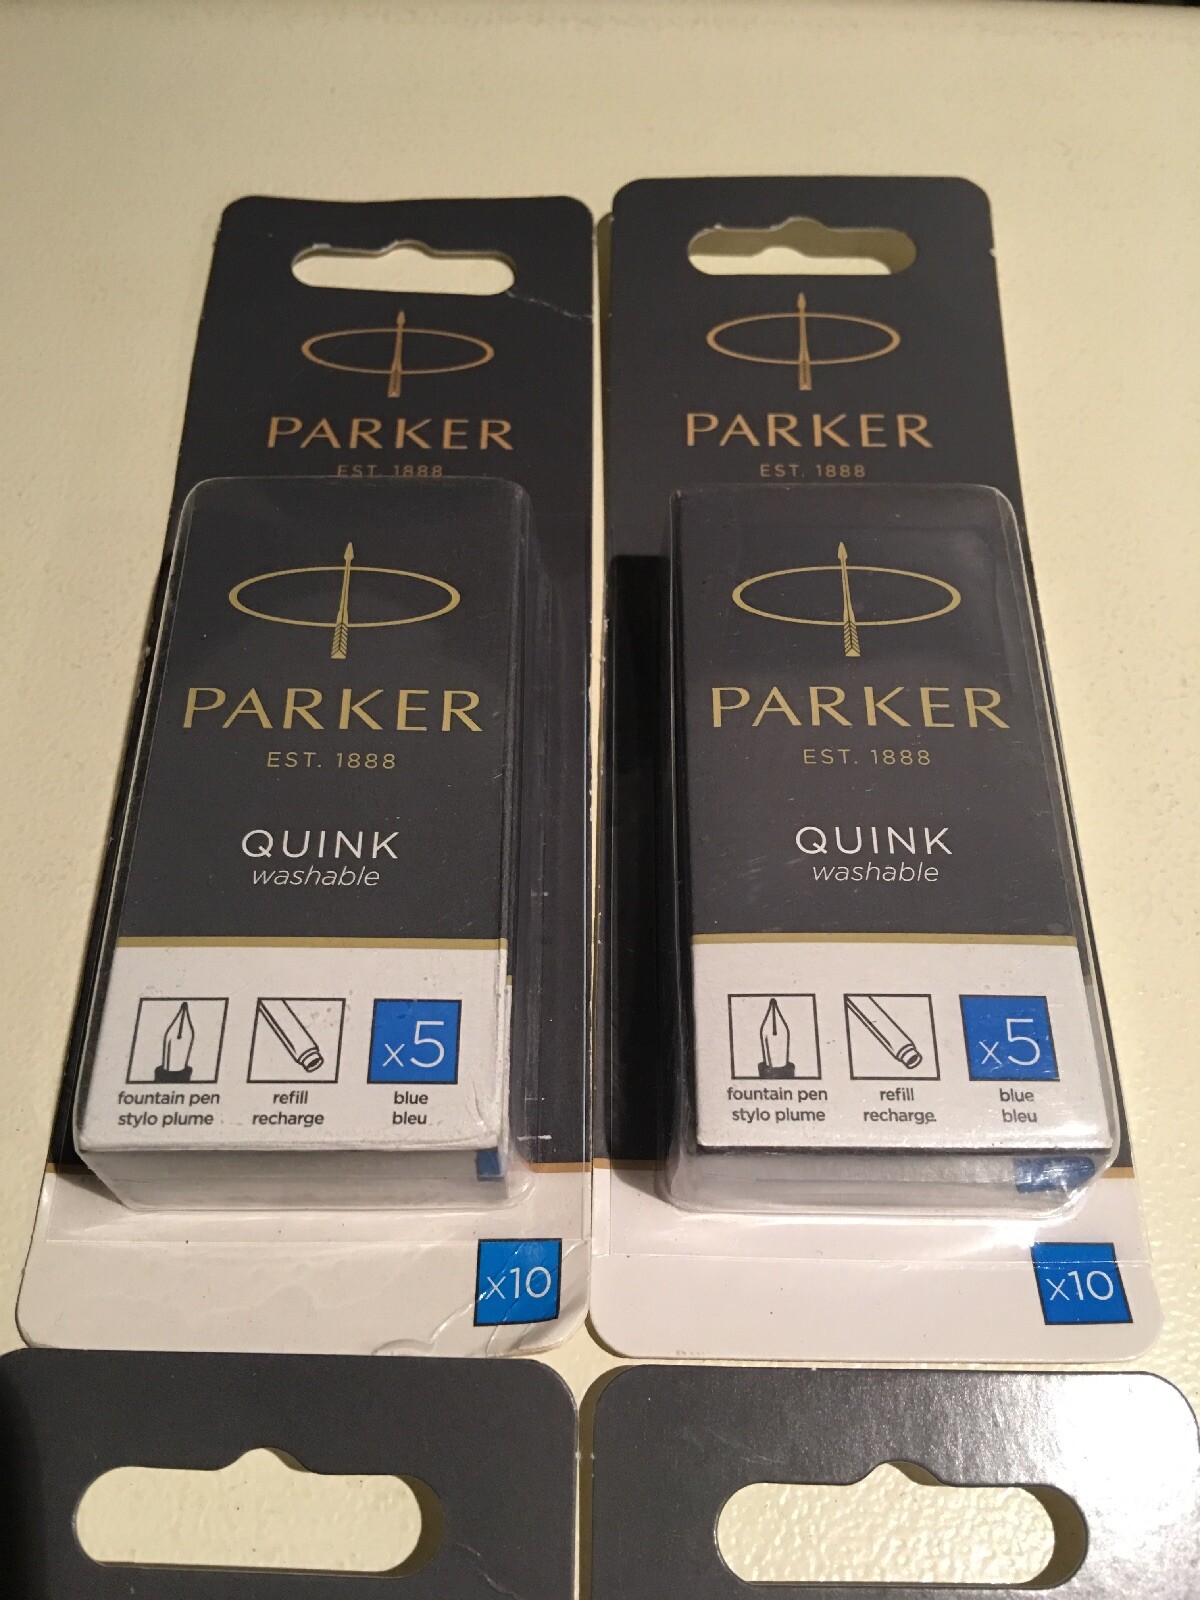 PARKER
EST. 1888
PARKER
EST. 1888
QUINK
washable
x5
fountain pen
stylo plume
refill
recharge
blue
bleu
x10
PARKER
EST. 1888
PARKER
EST. 1888
QUINK
washable
x5
fountain pen
stylo plume
refill
recharge
blue
bleu
x10